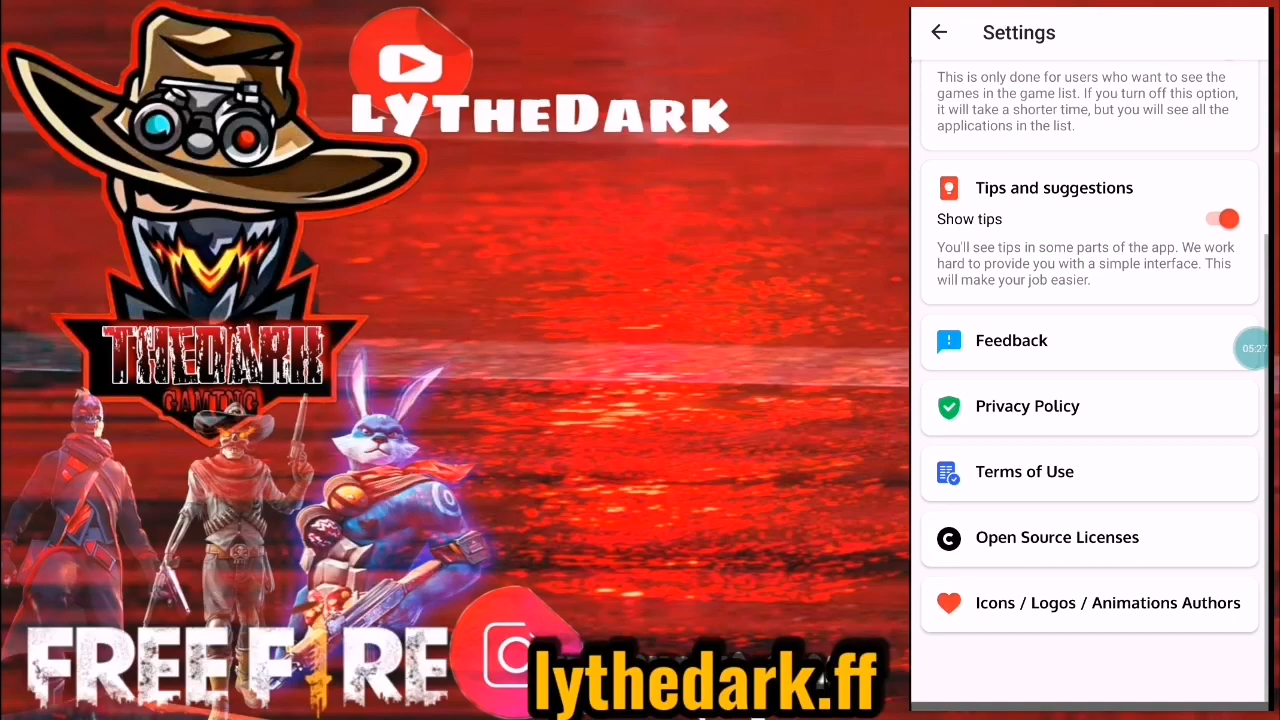 LYTHEDARK
THEDARK
GAMING
FREE FIRE
lythedark.ff
Settings
This is only done for users who want to see the
games in the game list. If you turn off this option,
it will take a shorter time, but you will see all the
applications in the list.
Tips and suggestions
Show tips
You'll see tips in some parts of the app. We work
hard to provide you with a simple interface. This
will make your job easier.
Feedback
05:27
Privacy Policy
Terms of Use
Open Source Licenses
Icons / Logos / Animations Authors